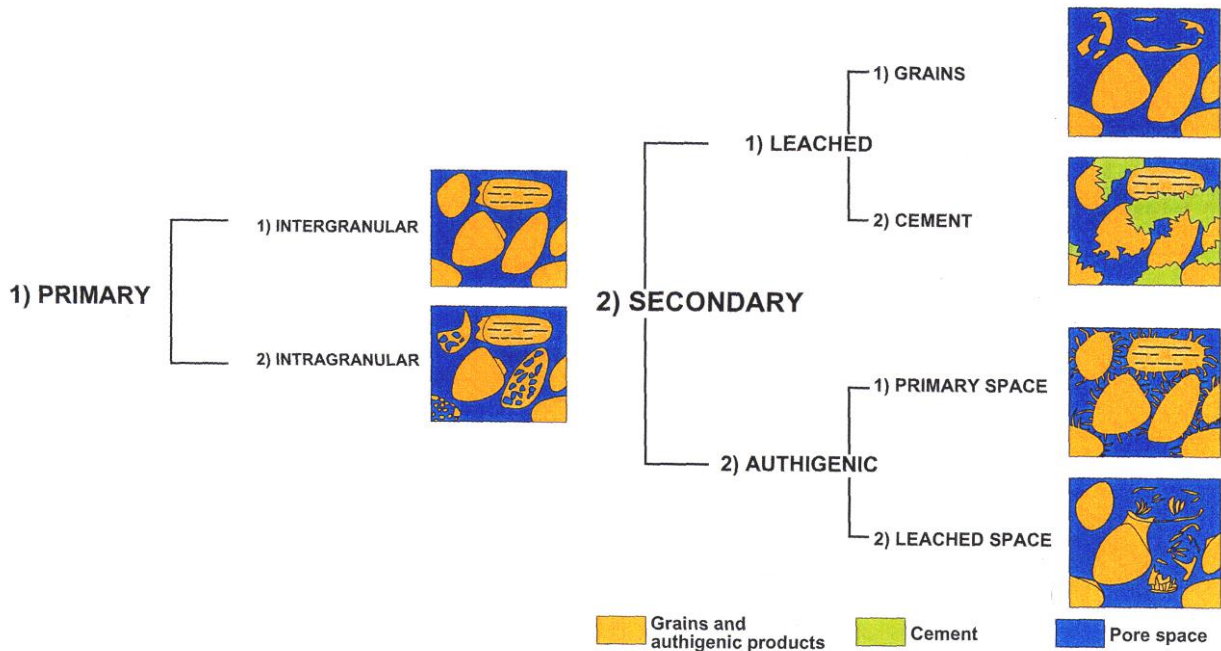 1) PRIMARY
1) INTERGRANULAR
2) INTRAGRANULAR
2) SECONDARY
1) LEACHED
1) GRAINS
2) CEMENT
2) AUTHIGENIC
1) PRIMARY SPACE
2) LEACHED SPACE
Grains and
authigenic products
Cement
Pore space